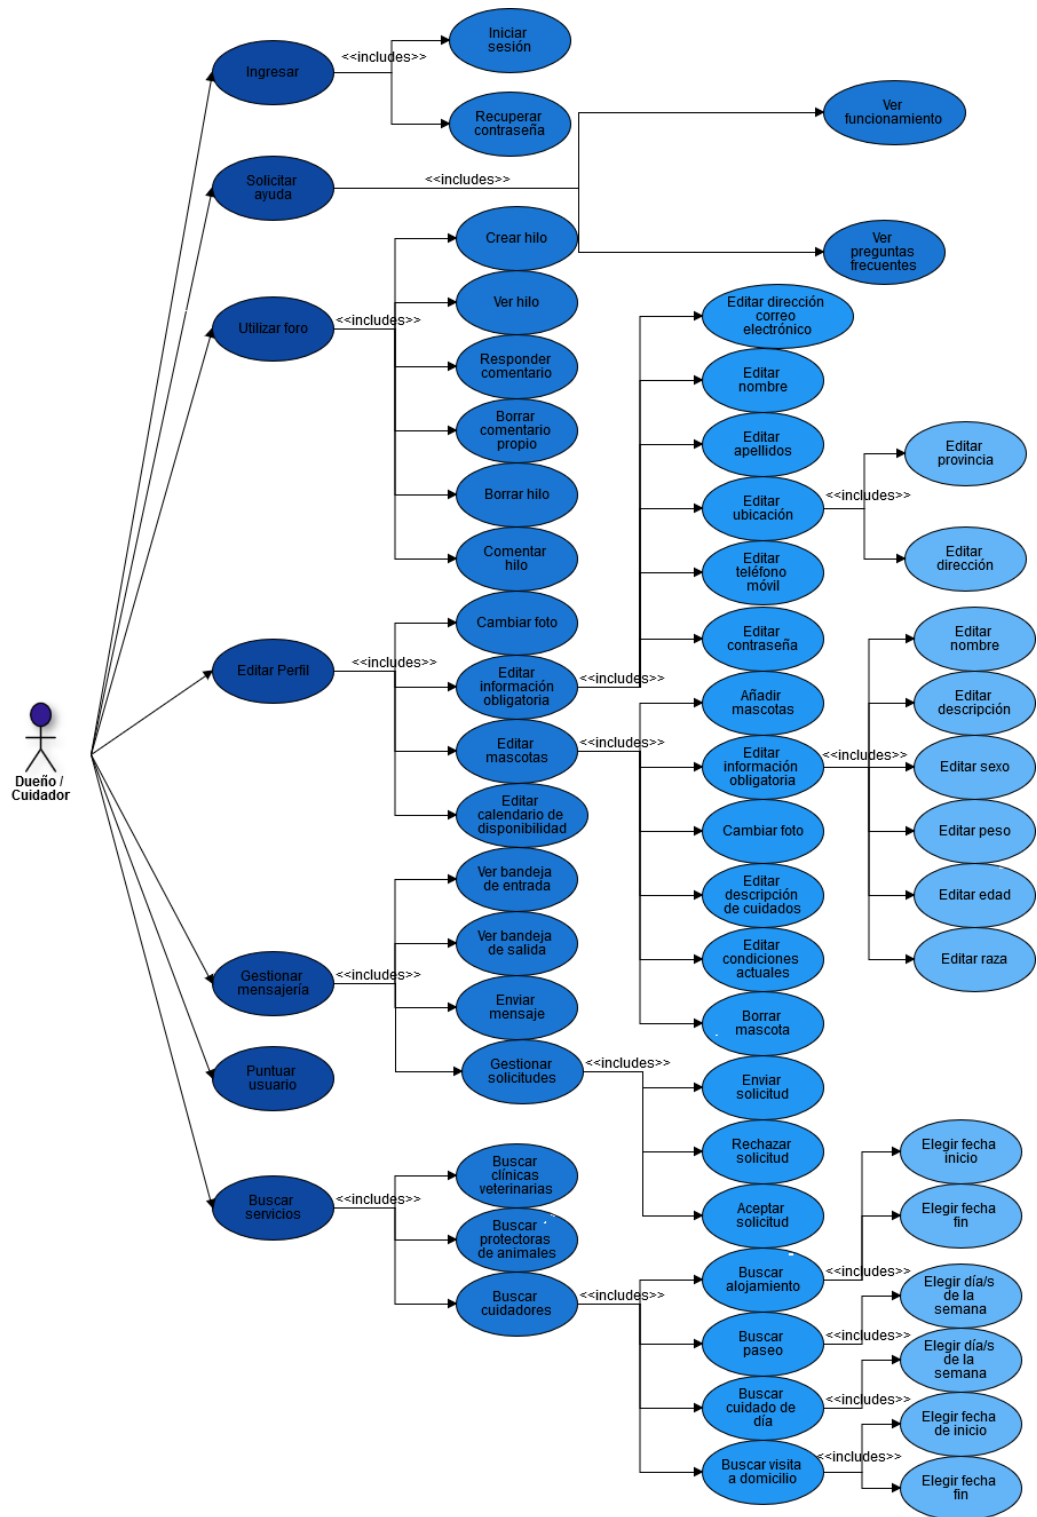 Iniciar
sesión
<<includes>>
Ingresar
Recuperar
contraseña
Ver
funcionamiento
Solicitar
ayuda
<<includes>>
Ver
preguntas
frecuentes
Crear hilo
Ver hilo
Utilizar foro
<<includes>>
Responder
comentario
Borrar
comentario
propio
Borrar hilo
Comentar
hilo
Editar dirección
correo
electrónico
Editar
nombre
Editar
apellidos
Editar
ubicación
<<includes>>
Editar
provincia
Editar
dirección
Editar
teléfono
móvil
Editar
contraseña
Cambiar foto
Editar Perfil
<<includes>>
Editar
información
obligatoria
<<includes>>
Editar
mascotas
<<includes>>
Editar
calendario de
disponibilidad
Añadir
mascotas
Editar
información
obligatoria
<<includes>>
Editar
nombre
Editar
descripción
Editar sexo
Editar peso
Editar edad
Editar raza
Cambiar foto
Editar
descripción
de cuidados
Editar
condiciones
actuales
Borrar
mascota
Dueño /
Cuidador
Ver bandeja
de entrada
Ver bandeja
de salida
Gestionar
mensajería
<<includes>>
Enviar
mensaje
Gestionar
solicitudes
<<includes>>
Enviar
solicitud
Rechazar
solicitud
Aceptar
solicitud
Puntuar
usuario
Buscar
servicios
<<includes>>
Buscar
clínicas
veterinarias
Buscar
protectoras
de animales
Buscar
cuidadores
<<includes>>
Buscar
alojamiento
<<includes>>
Elegir fecha
inicio
Elegir fecha
fin
Buscar
paseo
<<includes>>
Elegir día/s
de la
semana
Buscar
cuidado de
día
<<includes>>
Elegir día/s
de la
semana
Buscar visita
a domicilio
<<includes>>
Elegir fecha
de inicio
Elegir fecha
fin